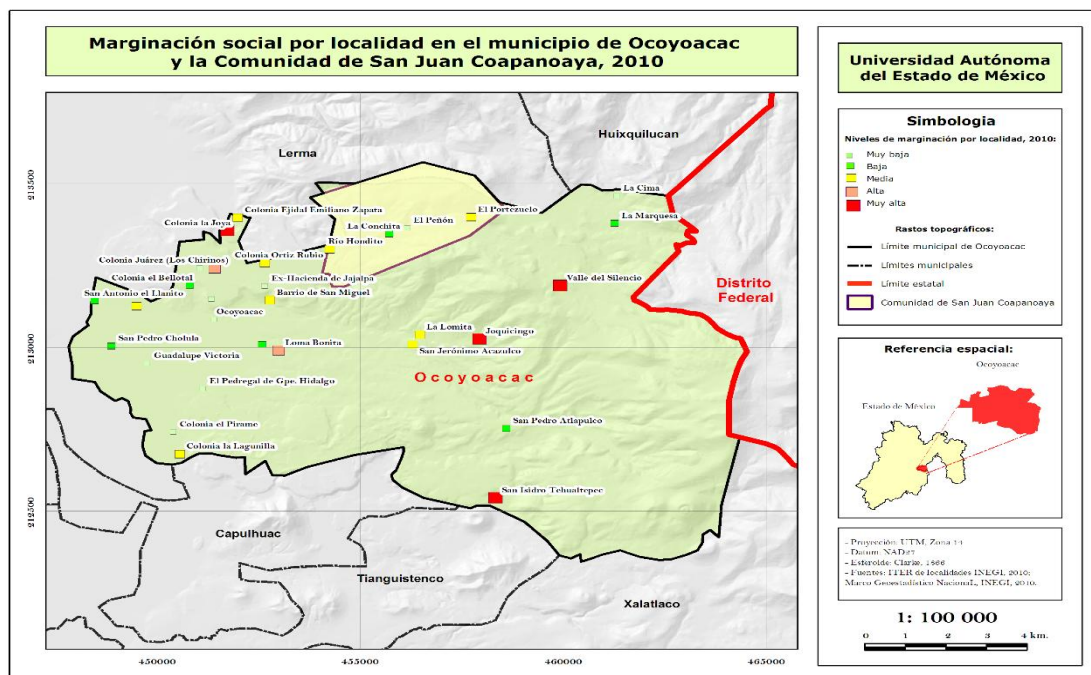 Marginación social por localidad en el municipio de Ocoyoacac
y la Comunidad de San Juan Coapanoaya, 2010
Huixquilucan
Lerma
La Cima
La Marquesa
Colonia Ejidal Emiliano Zapata
Colonia la Joya
El Portezuelo
El Peñón
La Conchita
Río Hondito
Colonia Ortiz Rubio
Colonia Juárez (Los Chirinos)
Colonia el Bellotal
Ex-Hacienda de Jajalpa
Valle del Silencio
Distrito
Federal
San Antonio el Llanito
Barrio de San Miguel
Ocoyoacac
La Lomita
Joquicingo
San Pedro Cholula
Loma Bonita
San Jerónimo Acazulco
Guadalupe Victoria
Ocoyoacac
El Pedregal de Gpe. Hidalgo
San Pedro Atlapulco
Colonia el Pirame
Colonia la Lagunilla
San Isidro Tehualtepec
Capulhuac
Tianguistenco
Xalatlaco
213500
213000
212500
450000
455000
460000
465000
Universidad Autónoma
del Estado de México
Simbologia
Niveles de marginación por localidad, 2010:
Muy baja
Baja
Media
Alta
Muy alta
Rastos topográficos:
Límite municipal de Ocoyoacac
Límites municipales
Límite estatal
Comunidad de San Juan Coapanoaya
Referencia espacial:
Ocoyoacac
Estado de México
- Proyección: UTM, Zona 14
- Datum: NAD27
- Esferoide: Clarke, 1866
- Fuentes: ITER de localidades INEGI, 2010;
Marco Geoestadístico Nacional, INEGI, 2010.
1: 100 000
0 1 2 3 4 km.